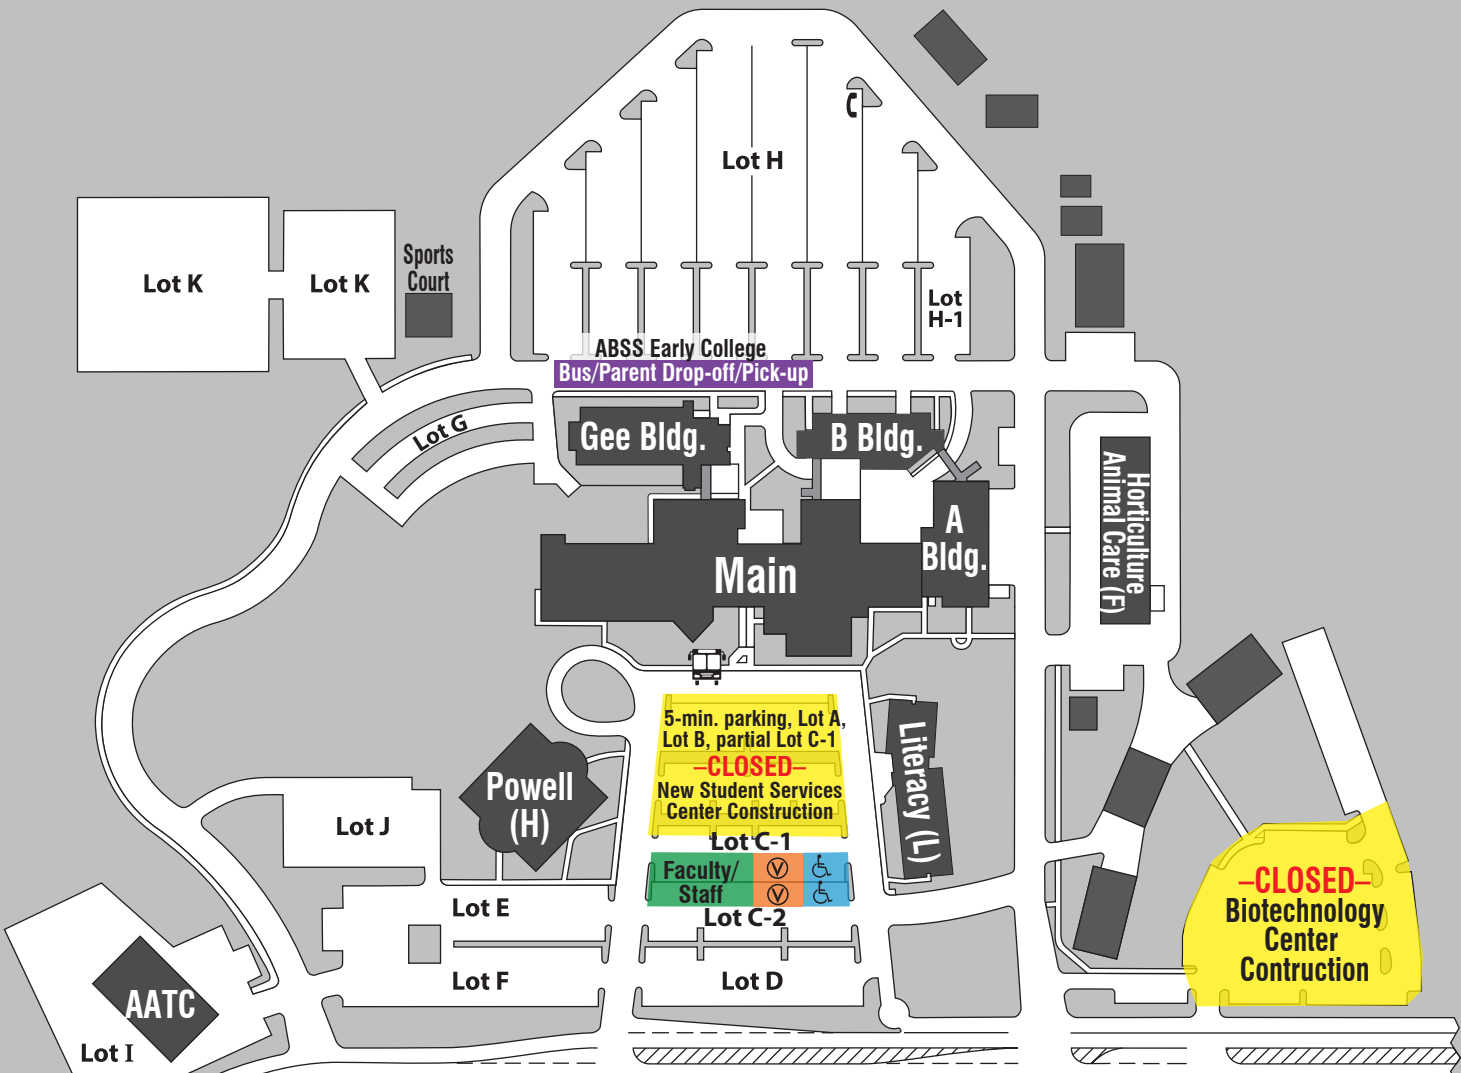 Lot H
Sports
Court
Lot K
Lot K
Lot
H-1
ABSS Early College
Bus/Parent Drop-off/Pick-up
Lot G
Gee Bldg.
B Bldg.
Horticulture
Animal Care (F)
A
Bldg.
Main
5-min. parking, Lot A,
Lot B, partial Lot C-1
–CLOSED–
New Student Services
Center Construction
Literacy (L)
Powell
(H)
Lot J
Lot C-1
Faculty/
Staff
V
V
Lot C-2
Lot E
Lot F
Lot D
–CLOSED–
Biotechnology
Center
Contruction
AATC
Lot I